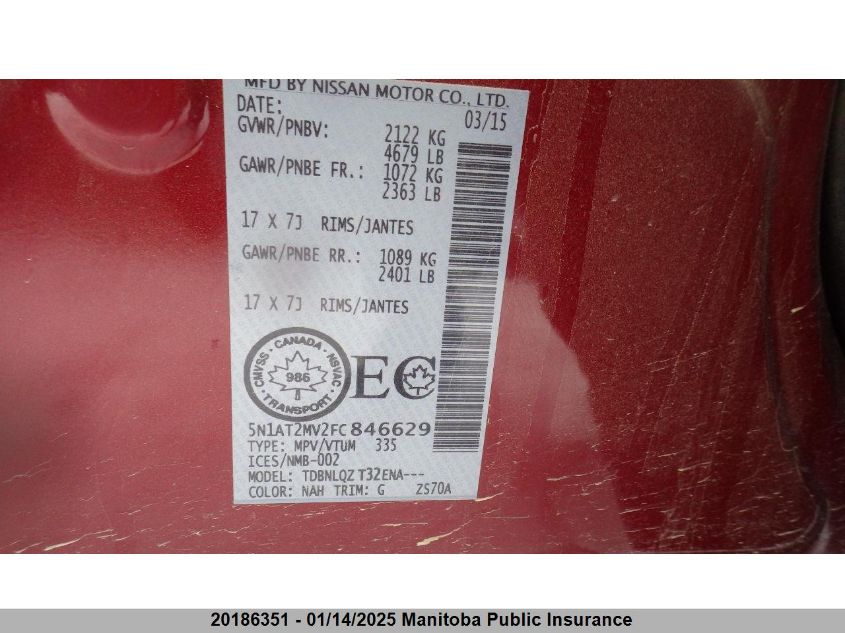 MFD BY NISSAN MOTOR CO., LTD.
DATE: 03/15
GVWR/PNBV: 2122 KG
4679 LB
GAWR/PNBE FR.: 1072 KG
2363 LB
17 X 7J RIMS/JANTES
GAWR/PNBE RR.: 1089 KG
2401 LB
17 X 7J RIMS/JANTES
CANADA
CMVSS - NSVAC
986
TRANSPORT
EC
5N1AT2MV2FC 846629
TYPE: MPV/VTUM 335
ICES/NMB-002
MODEL: TDBNLQZ T32ENA---
COLOR: NAH TRIM: G ZS70A
20186351 - 01/14/2025 Manitoba Public Insurance